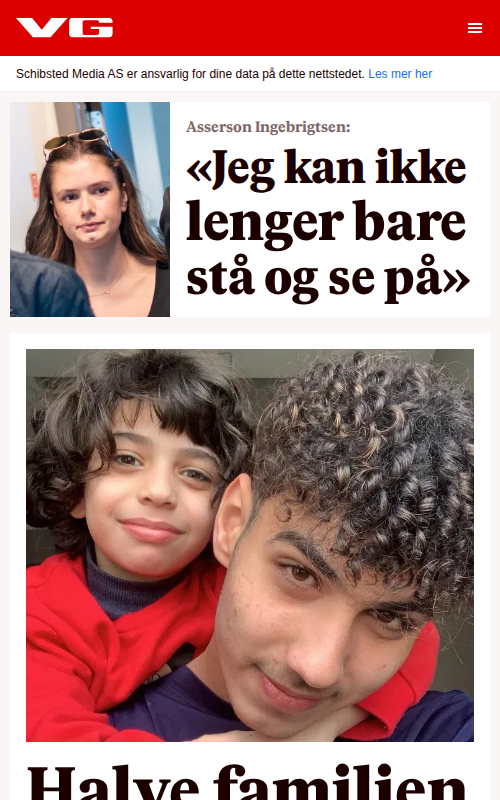 VG
Schibsted Media AS er ansvarlig for dine data på dette nettstedet. Les mer her
Asserson Ingebrigtsen:
«Jeg kan ikke
lenger bare
stå og se på»
Halve familien